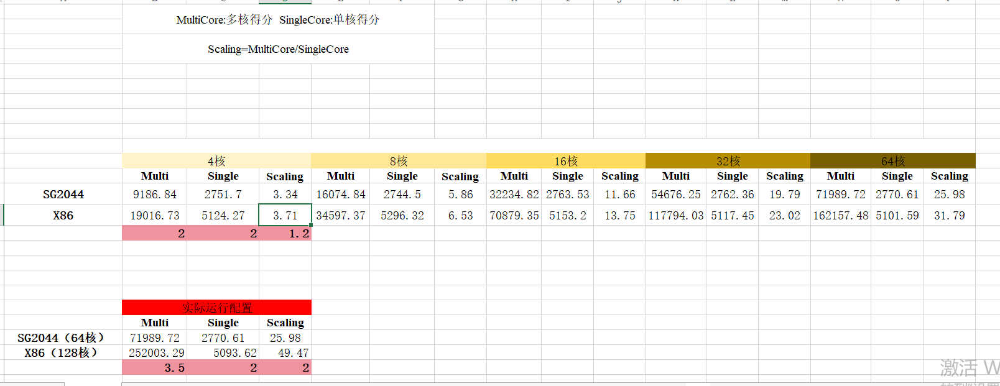 MultiCore:多核得分 SingleCore:单核得分
Scaling=MultiCore/SingleCore
4核 8核 16核 32核 64核
Multi Single Scaling Multi Single Scaling Multi Single Scaling Multi Single Scaling Multi Single Scaling
SG2044 9186.84 2751.7 3.34 16074.84 2744.5 5.86 32234.82 2763.53 11.66 54676.25 2762.36 19.79 71989.72 2770.61 25.98
X86 19016.73 5124.27 3.71 34597.37 5296.32 6.53 70879.35 5153.2 13.75 117794.03 5117.45 23.02 162157.48 5101.59 31.79
2 2 1.2
实际运行配置
Multi Single Scaling
SG2044（64核） 71989.72 2770.61 25.98
X86（128核） 252003.29 5093.62 49.47
3.5 2 2
激活 W